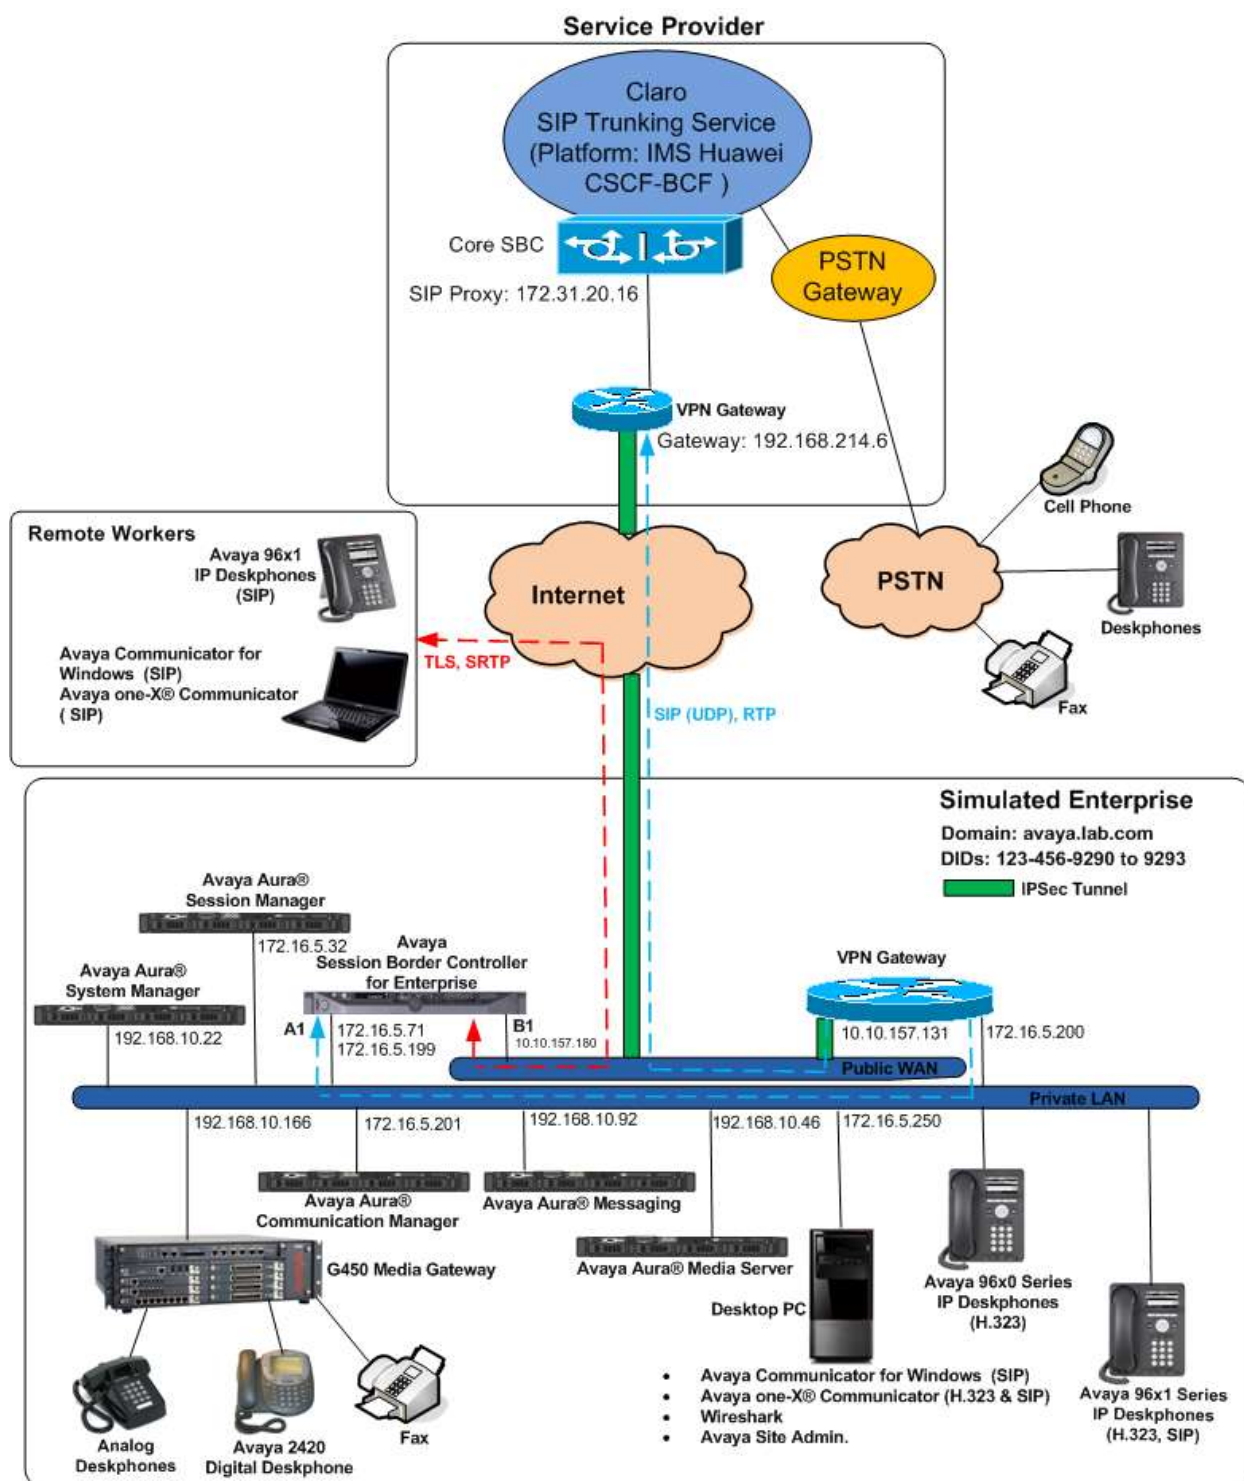 Service Provider
Claro
SIP Trunking Service
(Platform: IMS Huawei
CSCF-BCF )
Core SBC
SIP Proxy: 172.31.20.16
PSTN
Gateway
VPN Gateway
Gateway: 192.168.214.6
Cell Phone
Remote Workers
Avaya 96x1
IP Deskphones
(SIP)
Internet
PSTN
Deskphones
Avaya Communicator for
Windows  (SIP)
Avaya one-X® Communicator
( SIP)
TLS, SRTP
SIP (UDP), RTP
Fax
Simulated Enterprise
Domain: avaya.lab.com
DIDs: 123-456-9290 to 9293
IPSec Tunnel
Avaya Aura®
Session Manager
172.16.5.32
Avaya
Session Border Controller
for Enterprise
VPN Gateway
Avaya Aura®
System Manager
192.168.10.22
A1
172.16.5.71
172.16.5.199
B1
10.10.157.180
10.10.157.131
172.16.5.200
Public WAN
Private LAN
192.168.10.166
172.16.5.201
192.168.10.92
192.168.10.46
172.16.5.250
Avaya Aura®
Communication Manager
Avaya Aura® Messaging
G450 Media Gateway
Avaya Aura® Media Server
Desktop PC
Avaya 96x0 Series
IP Deskphones
(H.323)
• Avaya Communicator for Windows  (SIP)
• Avaya one-X® Communicator (H.323 & SIP)
• Wireshark
• Avaya Site Admin.
Avaya 96x1 Series
IP Deskphones
(H.323, SIP)
Analog
Deskphones
Avaya 2420
Digital Deskphone
Fax